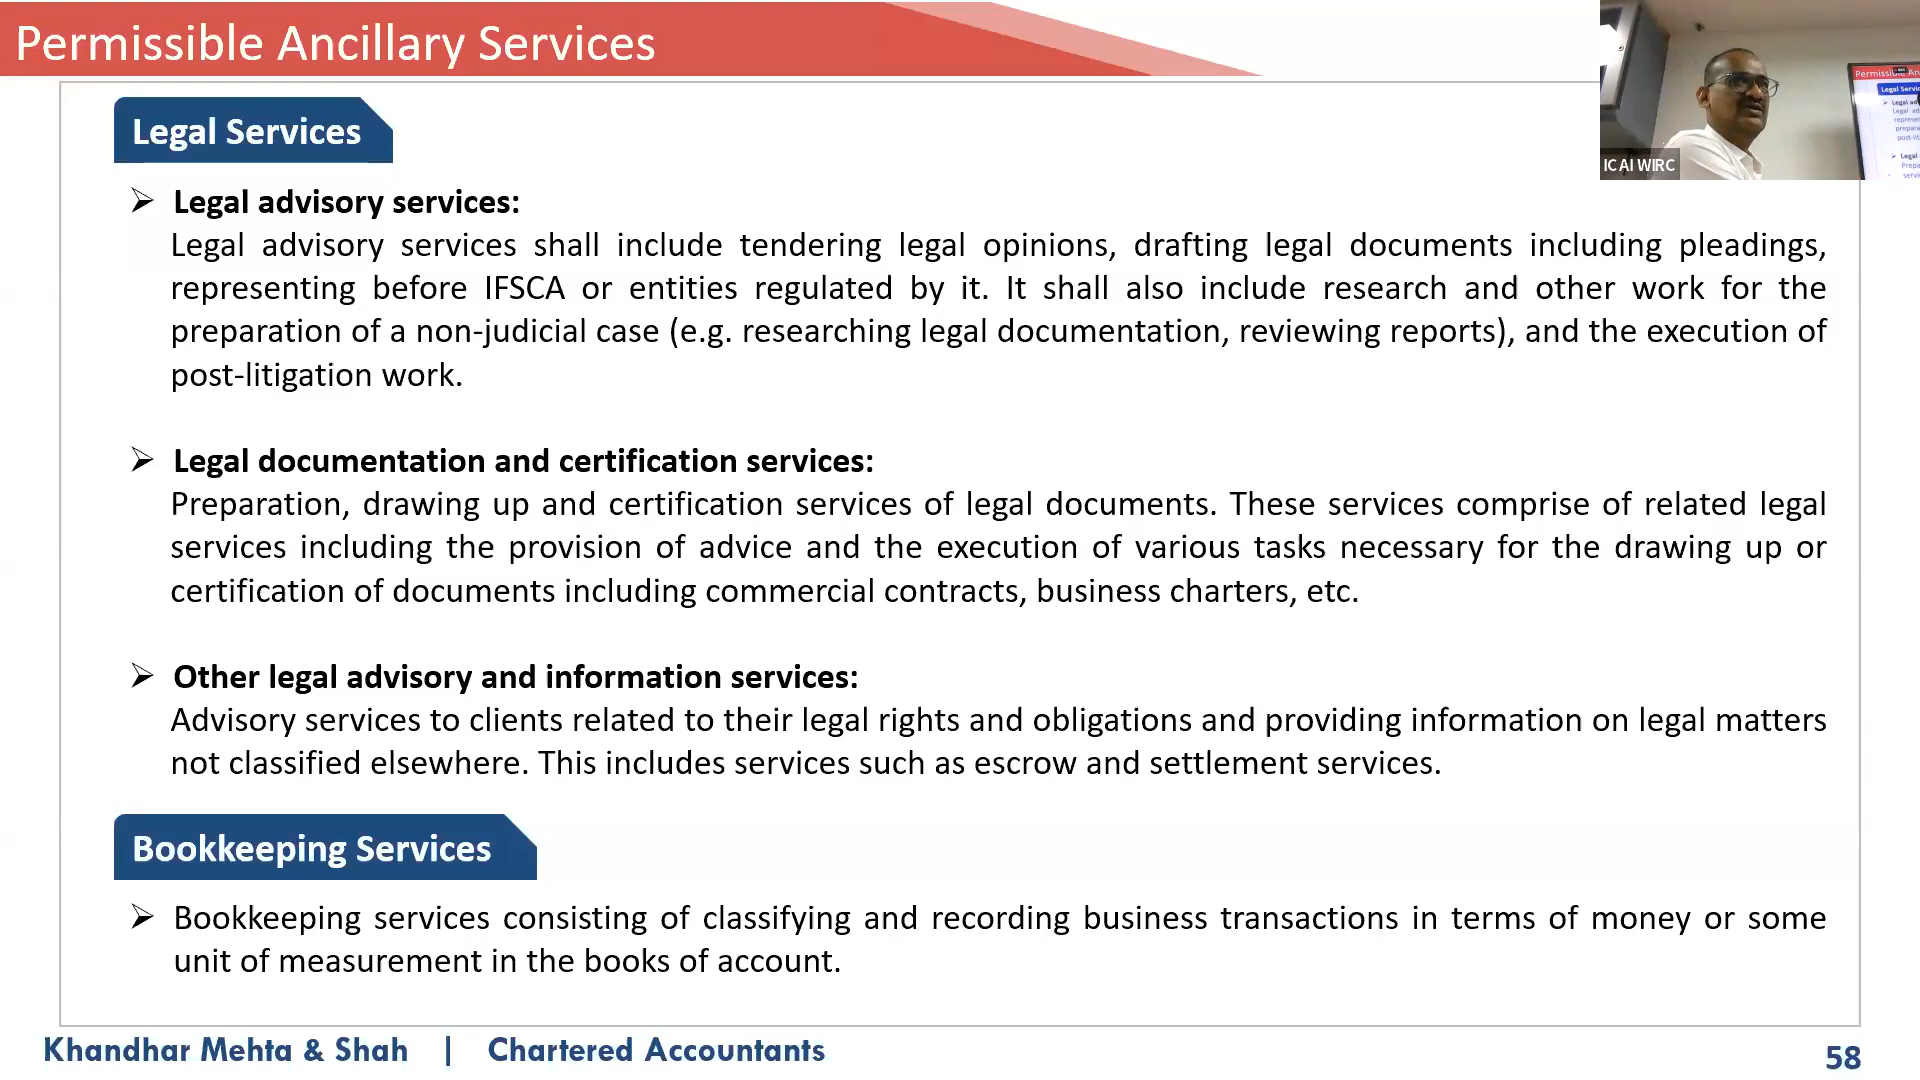 Permissible Ancillary Services
Legal Services
Legal advisory services:
Legal advisory services shall include tendering legal opinions, drafting legal documents including pleadings,
representing before IFSCA or entities regulated by it. It shall also include research and other work for the
preparation of a non-judicial case (e.g. researching legal documentation, reviewing reports), and the execution of
post-litigation work.
Legal documentation and certification services:
Preparation, drawing up and certification services of legal documents. These services comprise of related legal
services including the provision of advice and the execution of various tasks necessary for the drawing up or
certification of documents including commercial contracts, business charters, etc.
Other legal advisory and information services:
Advisory services to clients related to their legal rights and obligations and providing information on legal matters
not classified elsewhere. This includes services such as escrow and settlement services.
Bookkeeping Services
Bookkeeping services consisting of classifying and recording business transactions in terms of money or some
unit of measurement in the books of account.
Khandhar Mehta & Shah | Chartered Accountants
58
ICAI WIRC
Permissible An
Legal Servic